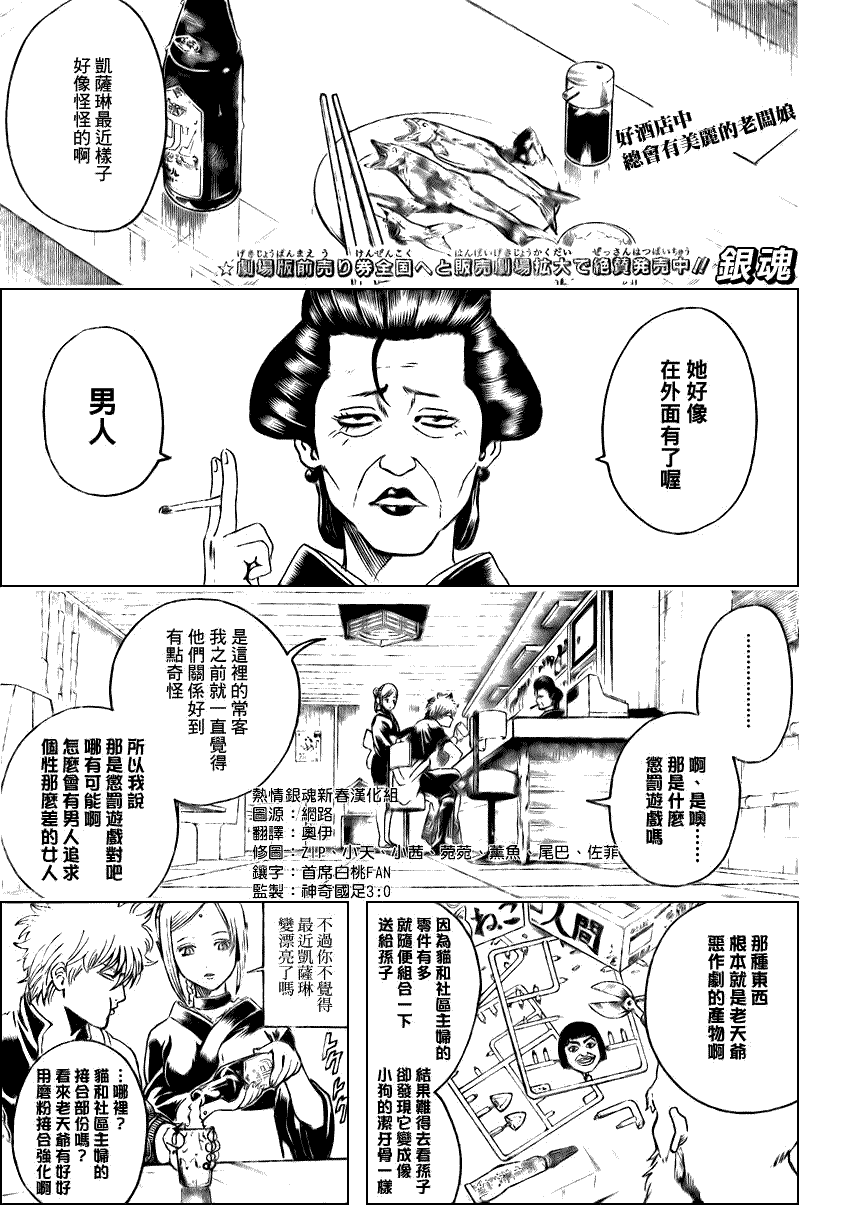 凱薩琳最近樣子
好像怪怪的啊
好酒店中
總會有美麗的老闆娘
げきじょうばんまえう
けんぜんこく
はんばいげきじょうかくだい
ぜっさんはつばいちゅう
☆劇場版前売り券全国へと販売劇場拡大で絶賛発売中!!
銀魂
她好像
在外面有了喔
男人
…………
啊、是噢……
那是什麼
懲罰遊戲嗎
是這裡的常客
我之前就一直覺得
他們關係好到
有點奇怪
所以我說
那是懲罰遊戲對吧
哪有可能啊
怎麼會有男人追求
個性那麼差的女人
熱情銀魂新春漢化組
圖源：網路
翻譯：奧伊
修圖：Z.I.P、小天、小茜、菀菀、薰魚、尾巴、佐菲
鑲字：首席白桃FAN
監製：神奇國足3:0
那種東西
根本就是老天爺
惡作劇的產物啊
ねこ
人間
因為貓和社區主婦的
零件有多
就隨便組合一下
送給孫子
結果難得去看孫子
卻發現它變成像
小狗的潔牙骨一樣
不過你不覺得
最近凱薩琳
變漂亮了嗎
…哪裡？
貓和社區主婦的
接合部份嗎？
看來老天爺有好好
用磨粉接合強化啊